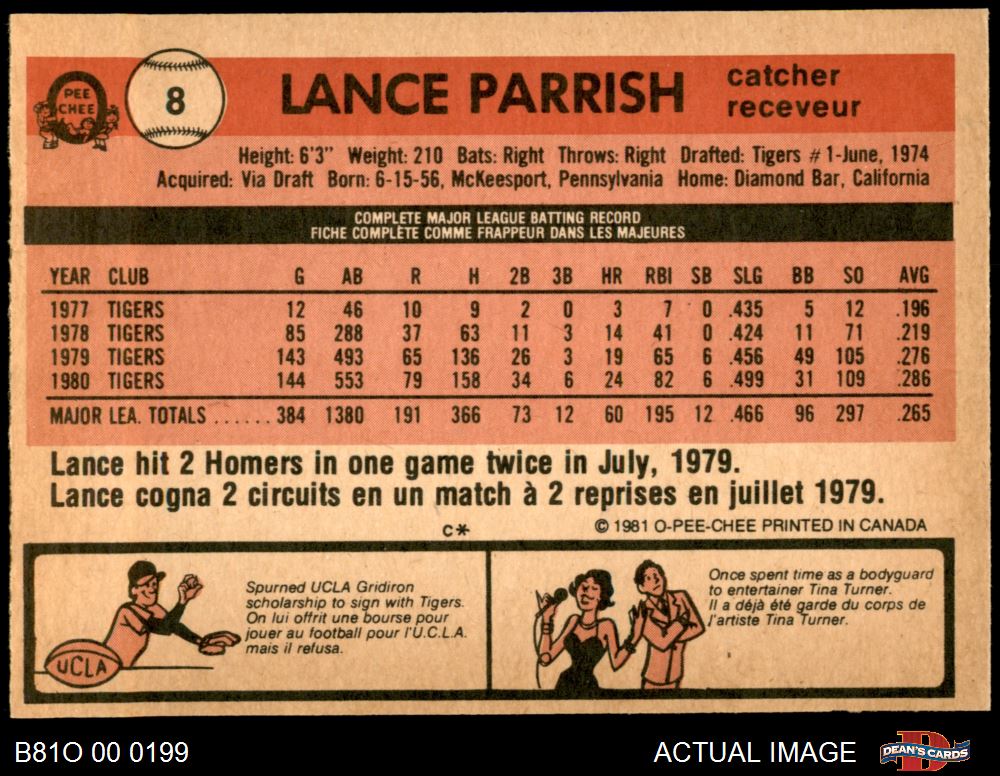 PEE
CHEE
8
LANCE PARRISH
catcher
receveur
Height: 6'3" Weight: 210 Bats: Right Throws: Right Drafted: Tigers #1-June, 1974
Acquired: Via Draft Born: 6-15-56, McKeesport, Pennsylvania Home: Diamond Bar, California
COMPLETE MAJOR LEAGUE BATTING RECORD
FICHE COMPLÈTE COMME FRAPPEUR DANS LES MAJEURES
YEAR CLUB G AB R H 2B 3B HR RBI SB SLG BB SO AVG
1977 TIGERS 12 46 10 9 2 0 3 7 0 .435 5 12 .196
1978 TIGERS 85 288 37 63 11 3 14 41 0 .424 11 71 .219
1979 TIGERS 143 493 65 136 26 3 19 65 6 .456 49 105 .276
1980 TIGERS 144 553 79 158 34 6 24 82 6 .499 31 109 .286
MAJOR LEA. TOTALS ...... 384 1380 191 366 73 12 60 195 12 .466 96 297 .265
Lance hit 2 Homers in one game twice in July, 1979.
Lance cogna 2 circuits en un match à 2 reprises en juillet 1979.
C*
© 1981 O-PEE-CHEE PRINTED IN CANADA
UCLA
Spurned UCLA Gridiron
scholarship to sign with Tigers.
On lui offrit une bourse pour
jouer au football pour l'U.C.L.A.
mais il refusa.
Once spent time as a bodyguard
to entertainer Tina Turner.
Il a déjà été garde du corps de
l'artiste Tina Turner.
B81O 00 0199
ACTUAL IMAGE
DEAN'S CARDS